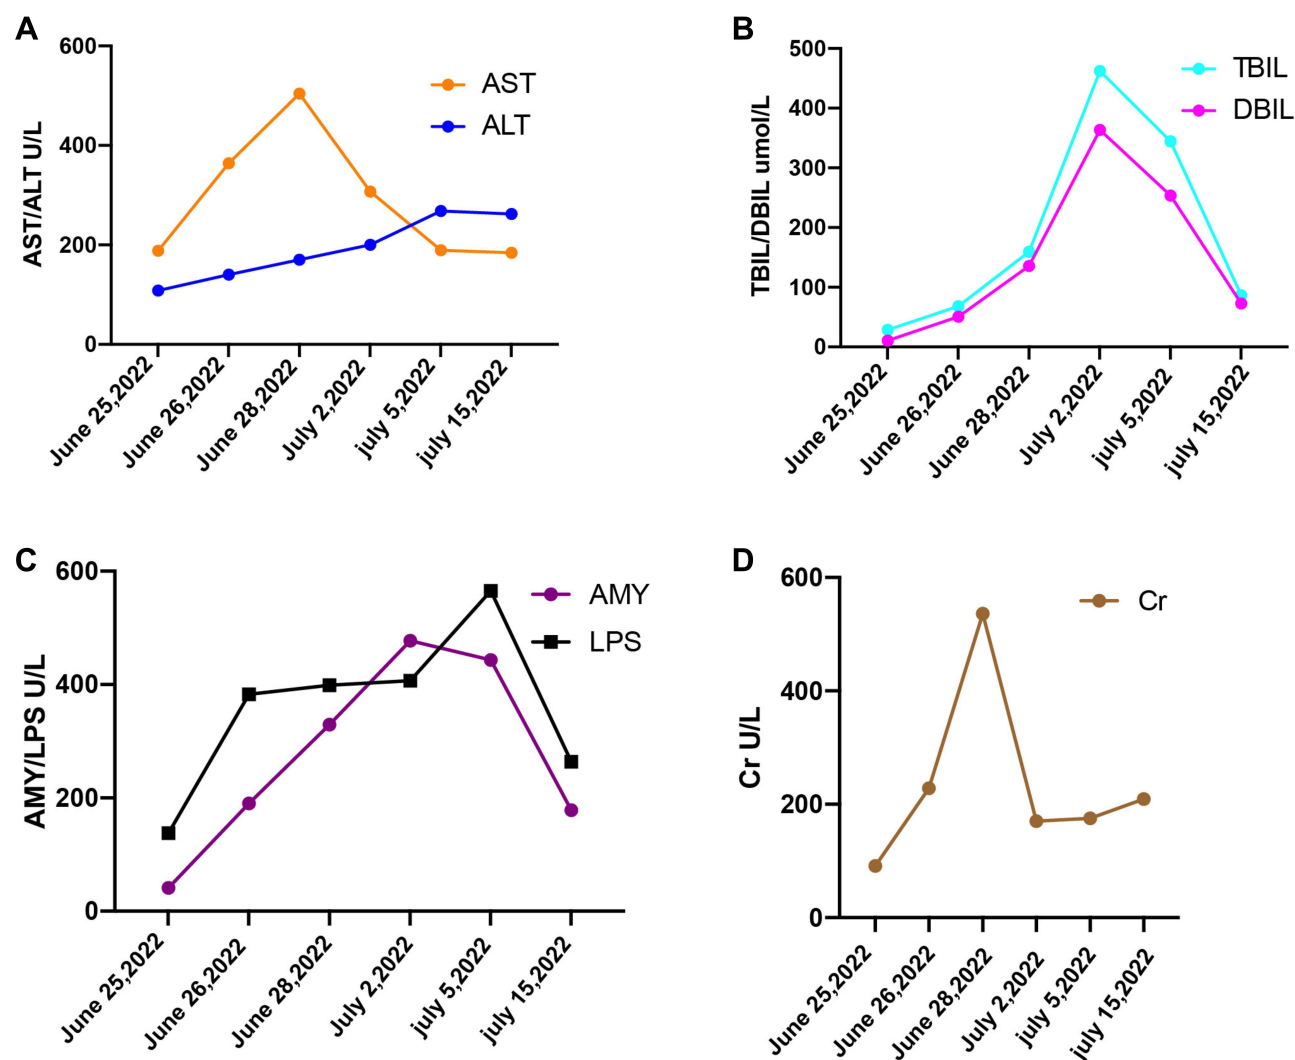 A
AST/ALT U/L
600
400
200
0
AST
ALT
June 25,2022
June 26,2022
June 28,2022
July 2,2022
july 5,2022
july 15,2022
B
TBIL/DBIL umol/L
500
400
300
200
100
0
TBIL
DBIL
June 25,2022
June 26,2022
June 28,2022
July 2,2022
july 5,2022
july 15,2022
C
AMY/LPS U/L
600
400
200
0
AMY
LPS
June 25,2022
June 26,2022
June 28,2022
July 2,2022
july 5,2022
july 15,2022
D
Cr U/L
600
400
200
0
Cr
June 25,2022
June 26,2022
June 28,2022
July 2,2022
july 5,2022
july 15,2022